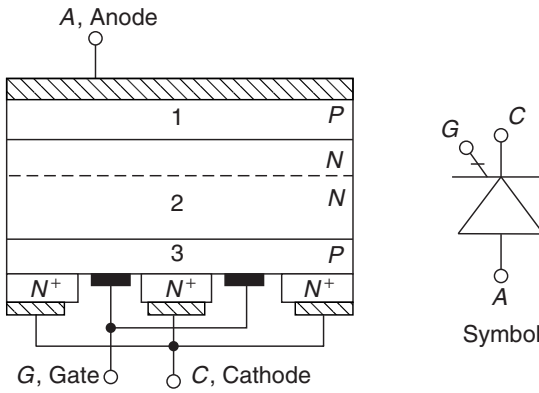 A, Anode
1 P
N
2 N
3 P
N+ N+ N+
G, Gate C, Cathode
G C
A
Symbol